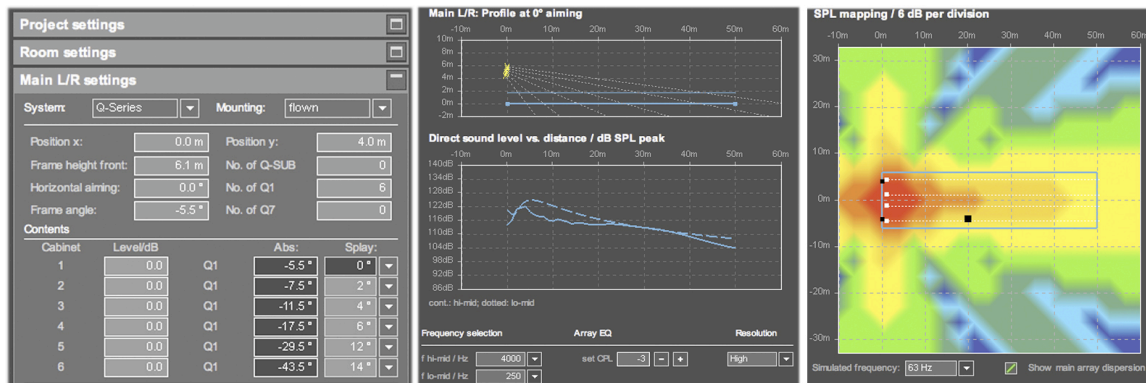 Project settings
Room settings
Main L/R settings
System: Q-Series Mounting: flown
Position x: 0.0 m Position y: 4.0 m
Frame height front: 6.1 m No. of Q-SUB 0
Horizontal aiming: 0.0 ° No. of Q1 6
Frame angle: -5.5 ° No. of Q7 0
Contents
Cabinet Level/dB Abs: Splay:
1 0.0 Q1 -5.5 ° 0 °
2 0.0 Q1 -7.5 ° 2 °
3 0.0 Q1 -11.5 ° 4 °
4 0.0 Q1 -17.5 ° 6 °
5 0.0 Q1 -29.5 ° 12 °
6 0.0 Q1 -43.5 ° 14 °
Main L/R: Profile at 0° aiming
-10m 0m 10m 20m 30m 40m 50m 60m
10m
8m
6m
4m
2m
0m
-2m
Direct sound level vs. distance / dB SPL peak
-10m 0m 10m 20m 30m 40m 50m 60m
140dB
134dB
128dB
122dB
116dB
110dB
104dB
98dB
92dB
86dB
cont.: hi-mid; dotted: lo-mid
Frequency selection Array EQ Resolution
f hi-mid / Hz 4000 set CPL -3 - + High
f lo-mid / Hz 250
SPL mapping / 6 dB per division
-10m 0m 10m 20m 30m 40m 50m 60m
30m
20m
10m
0m
-10m
-20m
-30m
Simulated frequency: 63 Hz Show main array dispersion